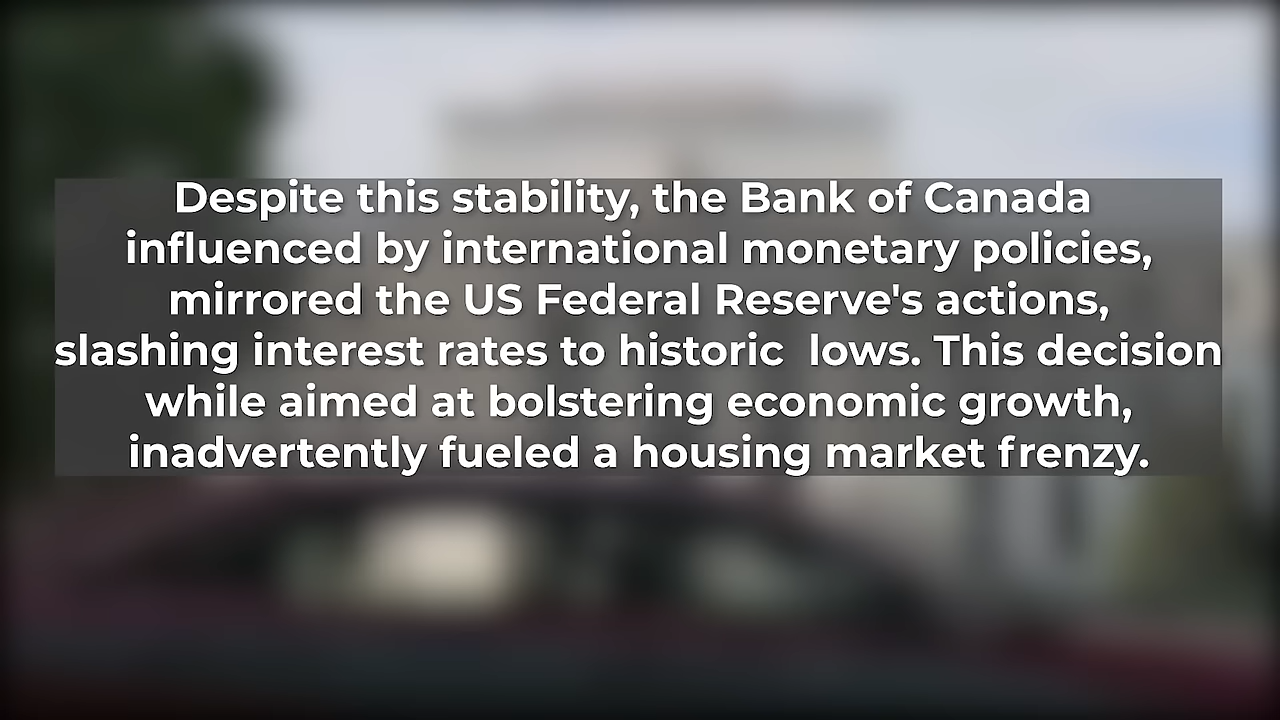 Despite this stability, the Bank of Canada
influenced by international monetary policies,
mirrored the US Federal Reserve's actions,
slashing interest rates to historic  lows. This decision
while aimed at bolstering economic growth,
inadvertently fueled a housing market frenzy.